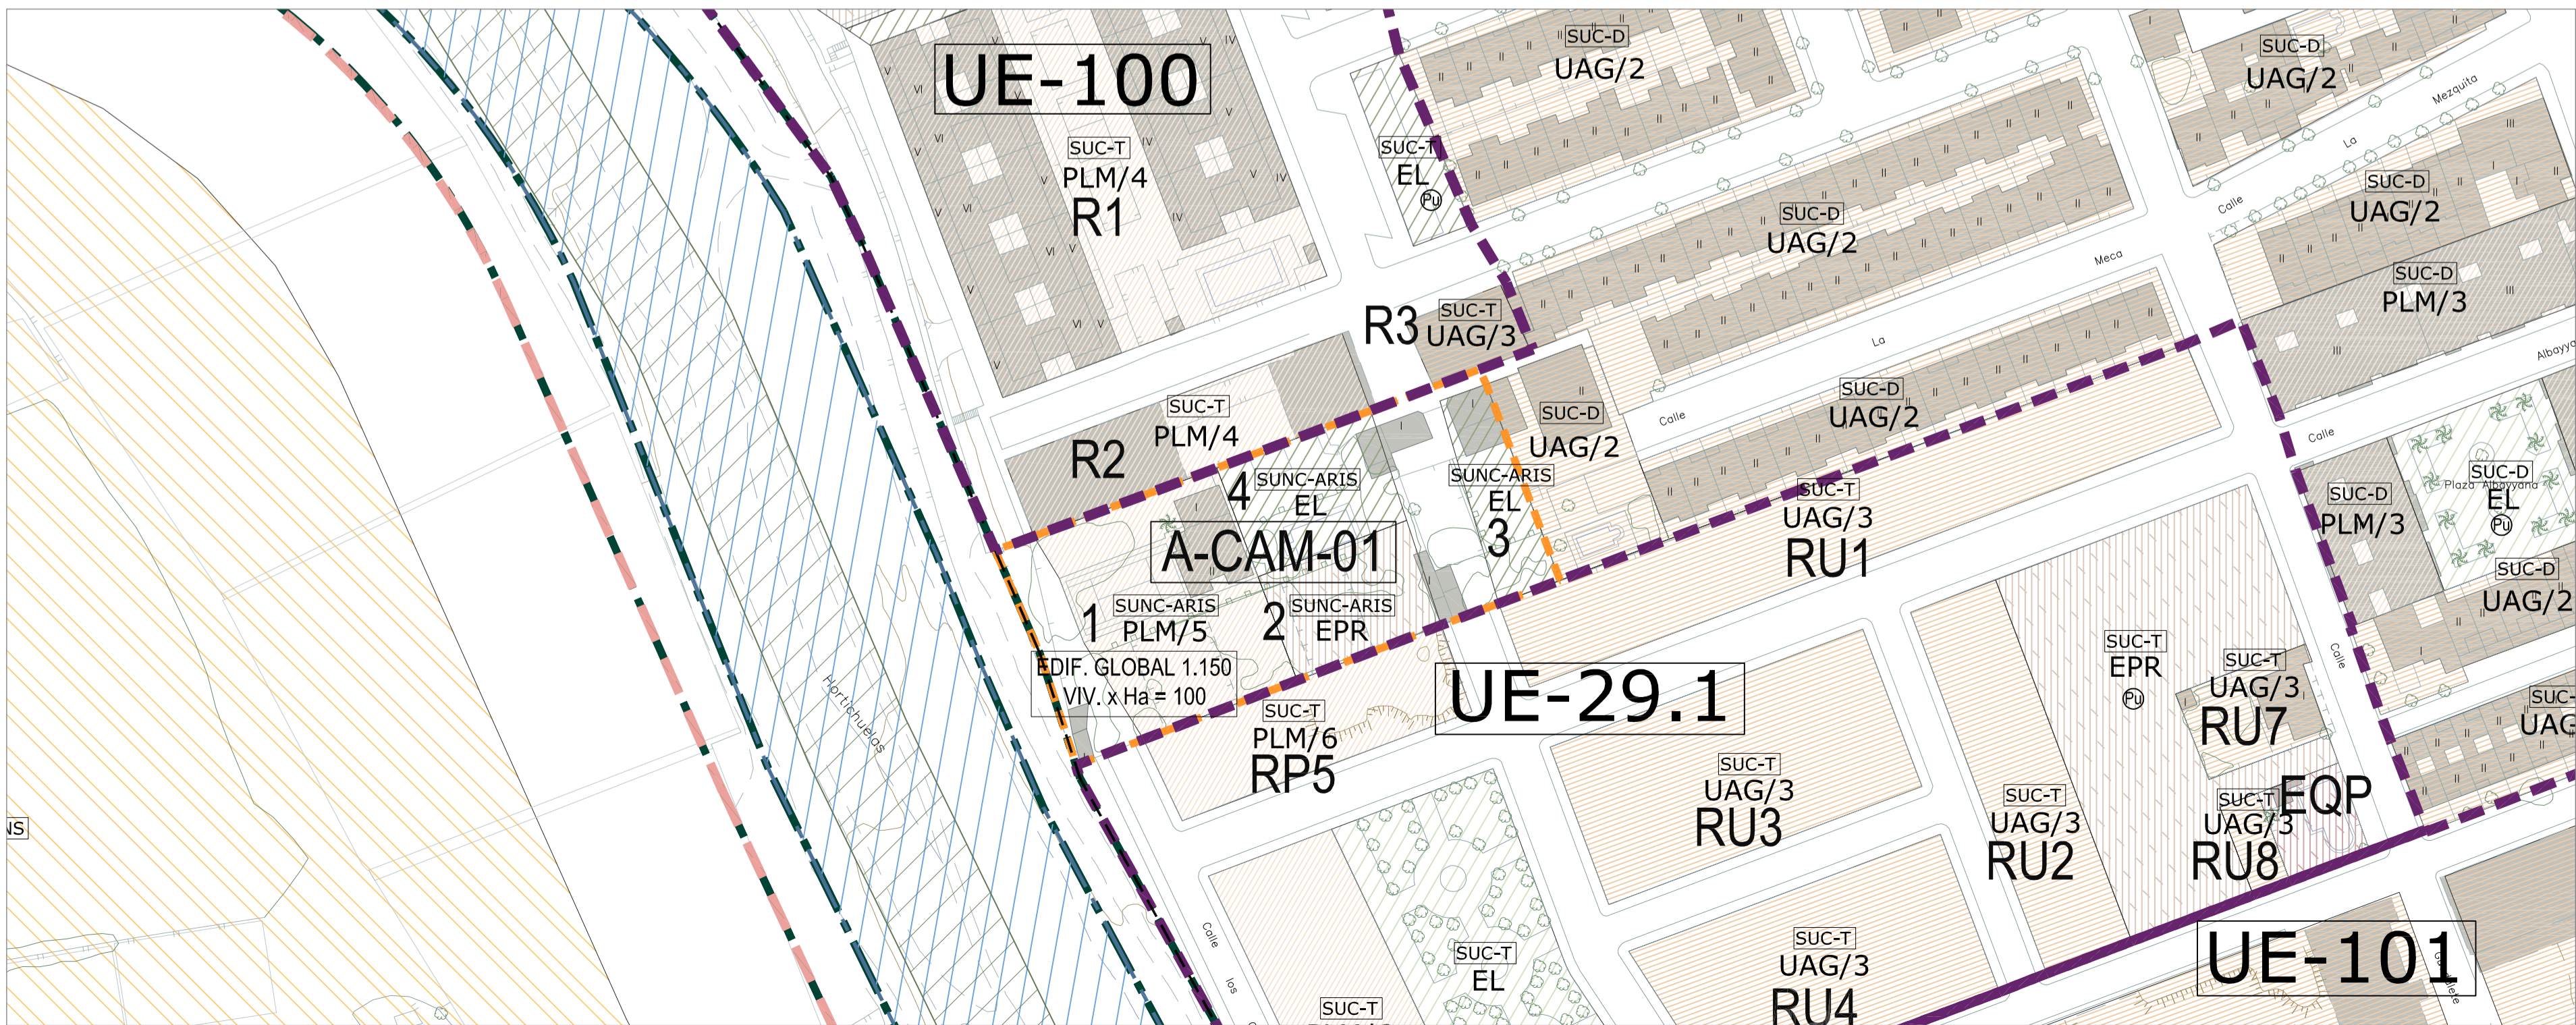 UE-100
SUC-T
PLM/4
R1
SUC-T
EL
Pu
SUC-D
UAG/2
SUC-D
UAG/2
Calle
La
Mezquita
SUC-D
UAG/2
SUC-D
UAG/2
SUC-D
PLM/3
R3
SUC-T
UAG/3
Calle
La
Meca
SUC-D
UAG/2
SUC-D
UAG/2
Calle
Albayya
R2
SUC-T
PLM/4
4
SUNC-ARIS
EL
SUNC-ARIS
EL
3
A-CAM-01
1
SUNC-ARIS
PLM/5
2
SUNC-ARIS
EPR
EDIF. GLOBAL 1.150
VIV. x Ha = 100
SUC-T
UAG/3
RU1
SUC-D
PLM/3
SUC-D
Plaza Albayyana
EL
Pu
SUC-D
UAG/2
UE-29.1
SUC-T
PLM/6
RP5
SUC-T
EPR
Pu
SUC-T
UAG/3
RU7
Calle
SUC-
UAG
Hortichuelas
SUC-T
UAG/3
RU3
SUC-T
UAG/3
RU2
EQP
SUC-T
UAG/3
RU8
NS
Calle
los
SUC-T
EL
SUC-T
UAG/3
RU4
UE-101
SUC-T